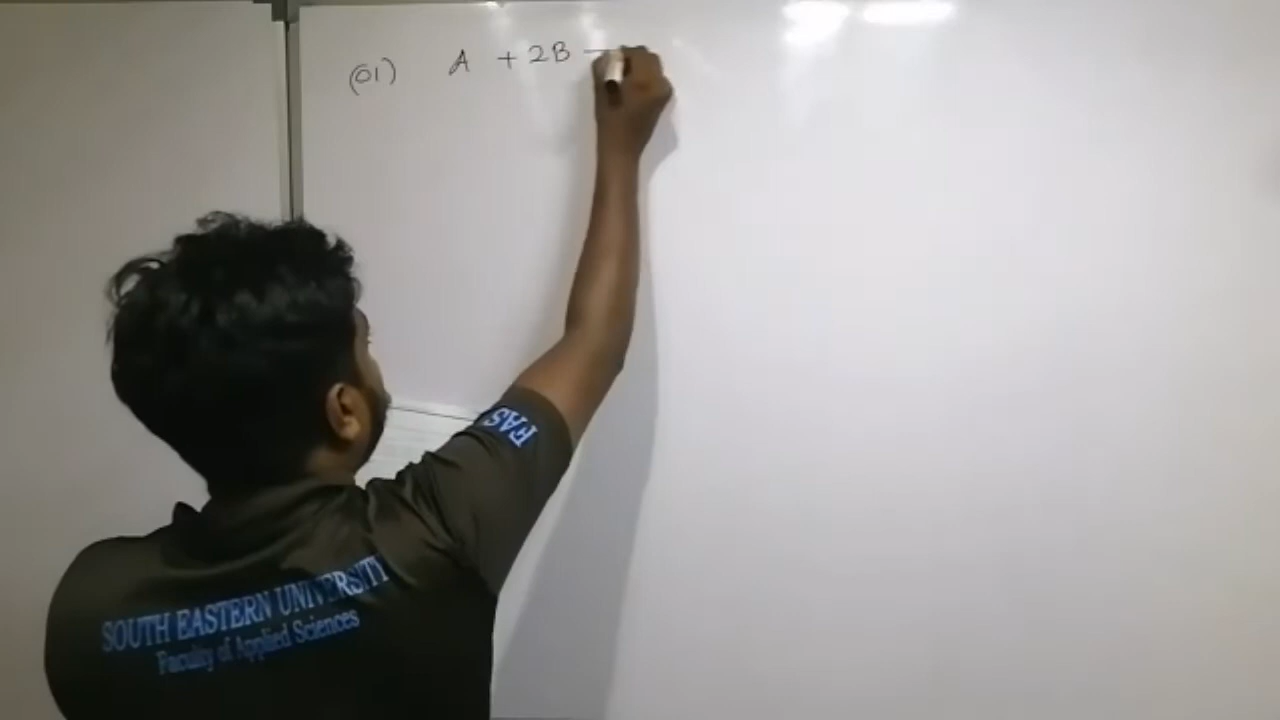 (01) A + 2B —
FAS
SOUTH EASTERN UNIVERSITY
Faculty of Applied Sciences